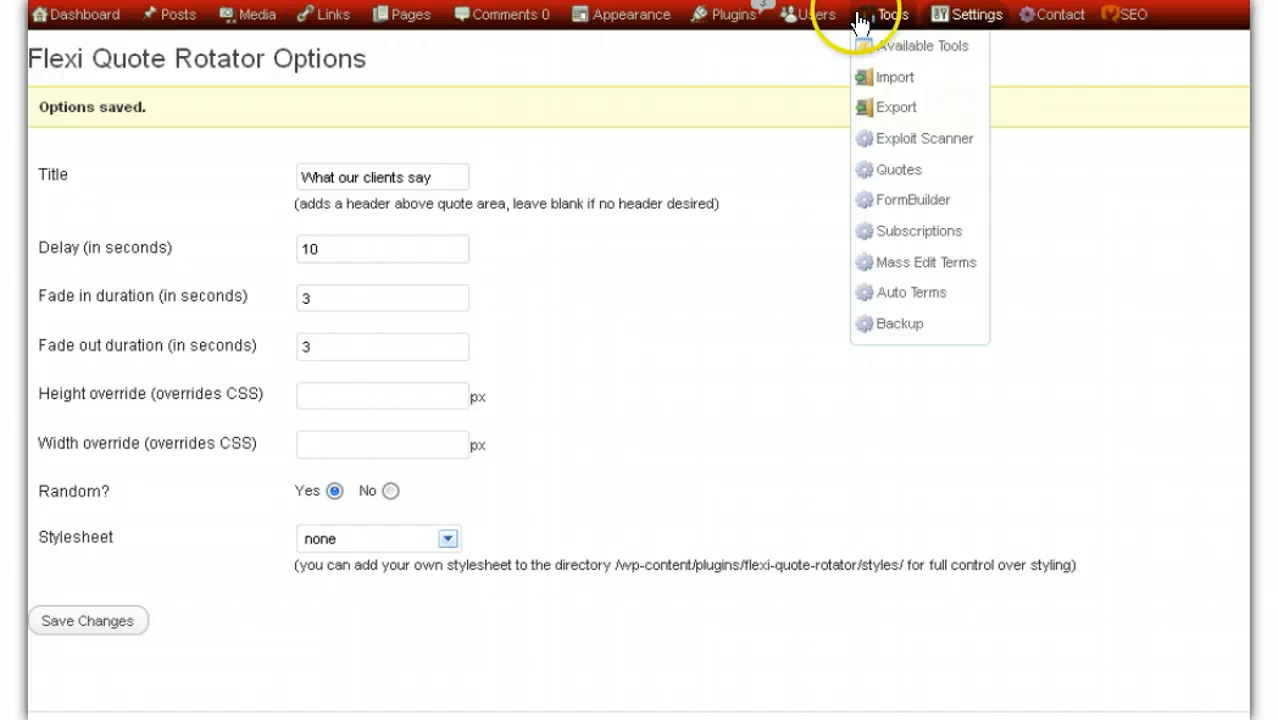 Dashboard Posts Media Links Pages Comments 0 Appearance Plugins 3 Users Tools Settings Contact SEO
Flexi Quote Rotator Options
Available Tools
Import
Options saved.
Export
Exploit Scanner
Title What our clients say
Quotes
(adds a header above quote area, leave blank if no header desired)
FormBuilder
Subscriptions
Delay (in seconds) 10
Mass Edit Terms
Fade in duration (in seconds) 3
Auto Terms
Backup
Fade out duration (in seconds) 3
Height override (overrides CSS) px
Width override (overrides CSS) px
Random? Yes No
Stylesheet none
(you can add your own stylesheet to the directory /wp-content/plugins/flexi-quote-rotator/styles/ for full control over styling)
Save Changes